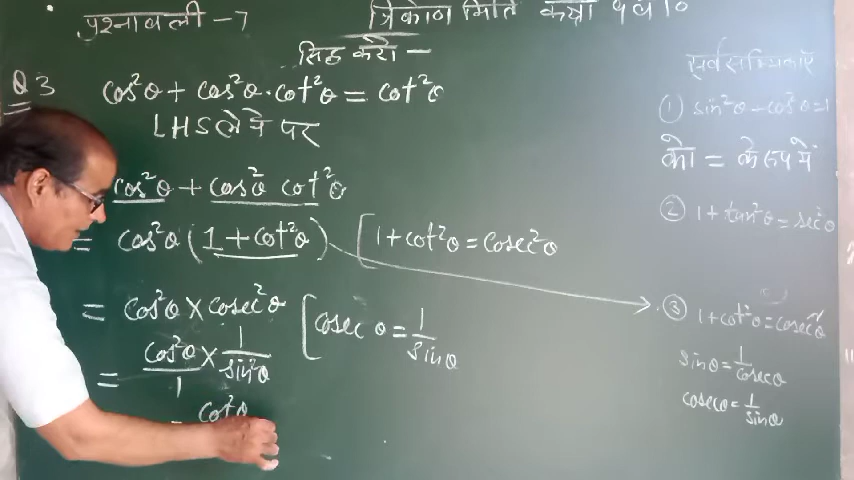 प्रश्नावली - 7
त्रिकोण मिति कक्षा 9 व 10
सिद्ध करो -
Q 3
cos²θ + cos²θ · cot²θ = cot²θ
LHS लेने पर
cos²θ + cos²θ cot²θ
= cos²θ ( 1 + cot²θ ) [ 1 + cot²θ = cosec²θ
= cos²θ × cosec²θ [ cosec θ = 1/sinθ
= cos²θ/1 × 1/sin²θ
= cot²θ
सर्वसमिकाएँ
① sin²θ - cos²θ = 1
को = के रूप में
② 1 + tan²θ = sec²θ
③ 1 + cot²θ = cosec²θ
sinθ = 1/cosecθ
cosecθ = 1/sinθ